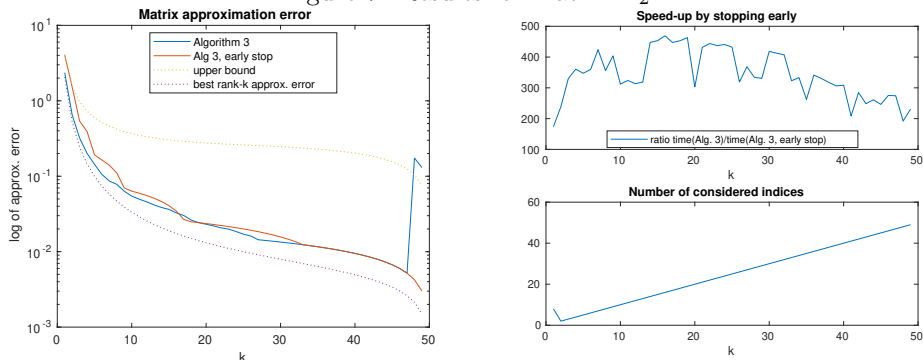 Matrix approximation error
log of approx. error
10^1
10^0
10^-1
10^-2
10^-3
0
10
20
30
40
50
k
Algorithm 3
Alg 3, early stop
upper bound
best rank-k approx. error
Speed-up by stopping early
500
400
300
200
100
0
10
20
30
40
50
k
ratio time(Alg. 3)/time(Alg. 3, early stop)
Number of considered indices
60
40
20
0
0
10
20
30
40
50
k